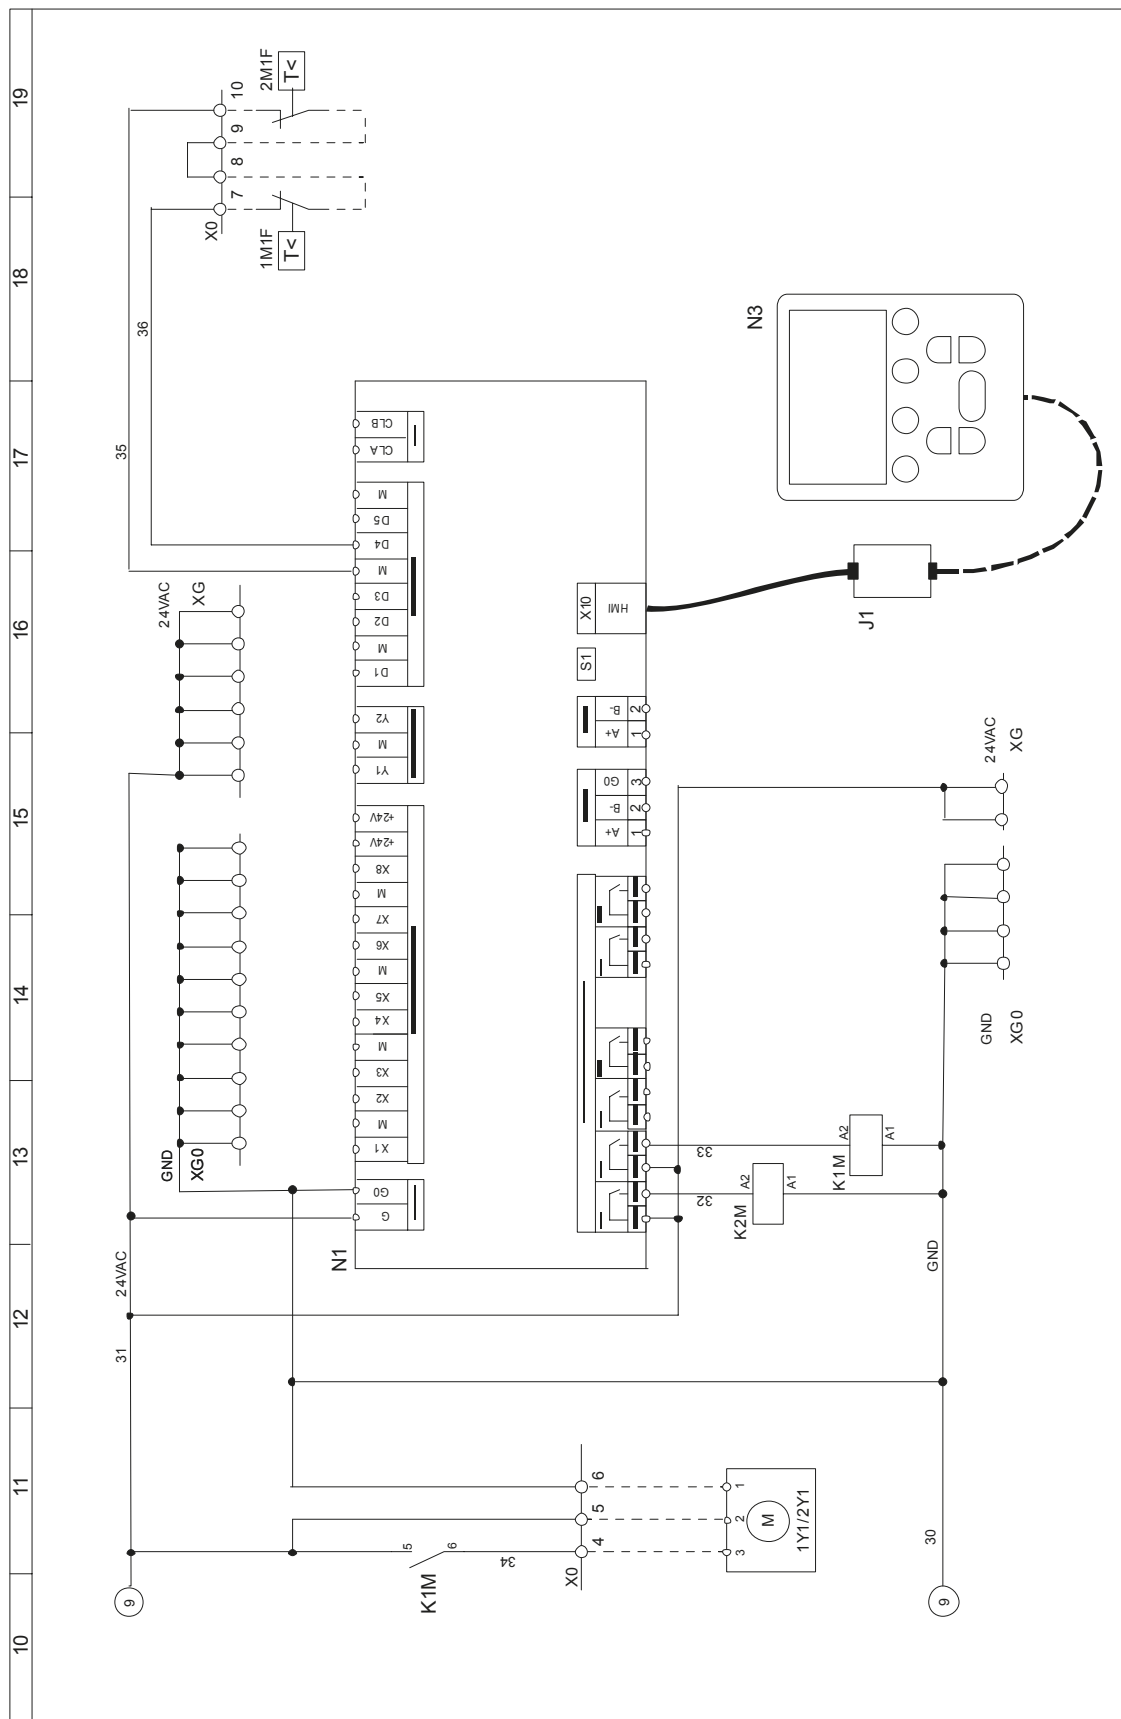 10
11
12
13
14
15
16
17
18
19
9
31
24VAC
GND
XG0
24VAC
XG
35
36
X0
7
8
9
10
1M1F
T<
2M1F
T<
N1
G
G0
X1
M
X2
X3
M
X4
X5
M
X6
X7
M
X8
+24V
+24V
Y1
M
Y2
D1
M
D2
D3
M
D4
D5
M
CLA
CLB
A+
B-
G0
1
2
3
A+
B-
1
2
S1
X10
HMI
J1
N3
K1M
5
6
34
X0
4
5
6
3
2
1
M
1Y1/2Y1
32
33
K2M
A2
A1
K1M
A2
A1
9
30
GND
GND
XG0
24VAC
XG